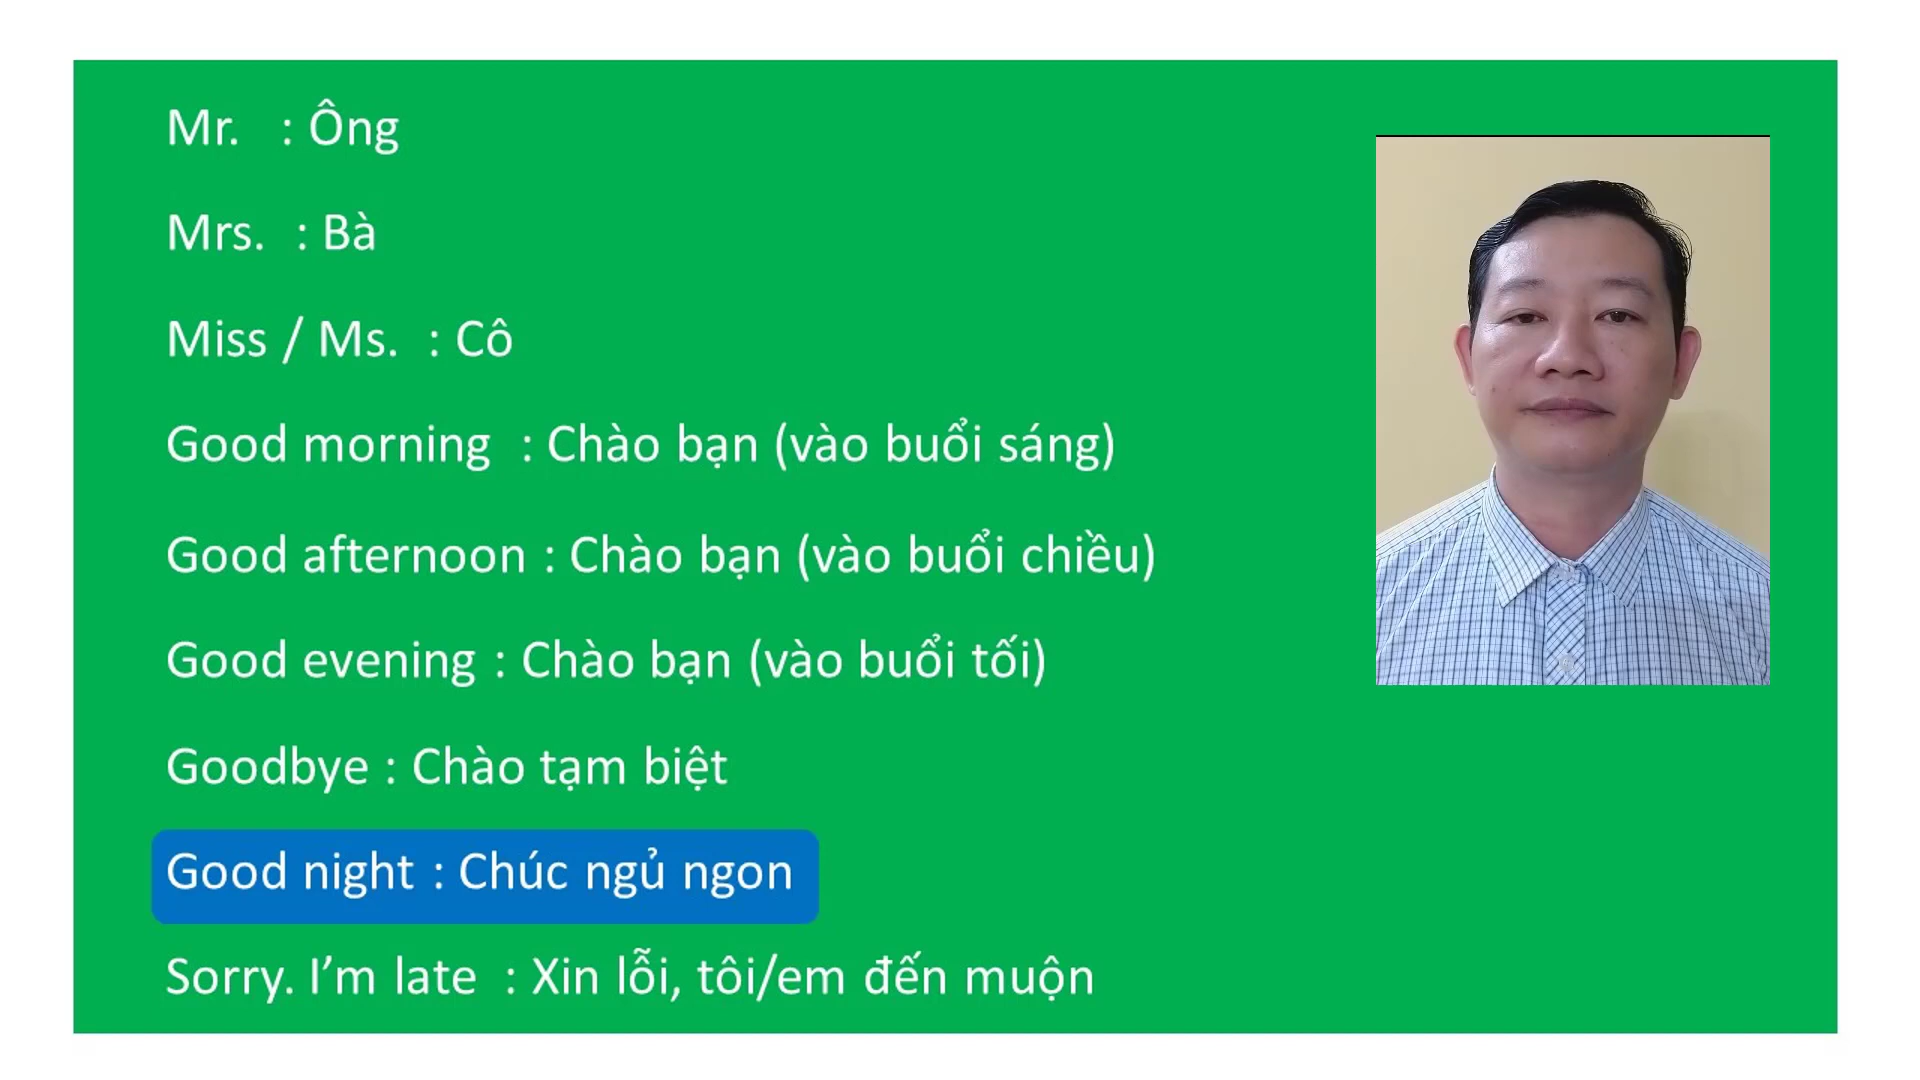 Mr. : Ông
Mrs. : Bà
Miss / Ms. : Cô
Good morning : Chào bạn (vào buổi sáng)
Good afternoon : Chào bạn (vào buổi chiều)
Good evening : Chào bạn (vào buổi tối)
Goodbye : Chào tạm biệt
Good night : Chúc ngủ ngon
Sorry. I’m late : Xin lỗi, tôi/em đến muộn